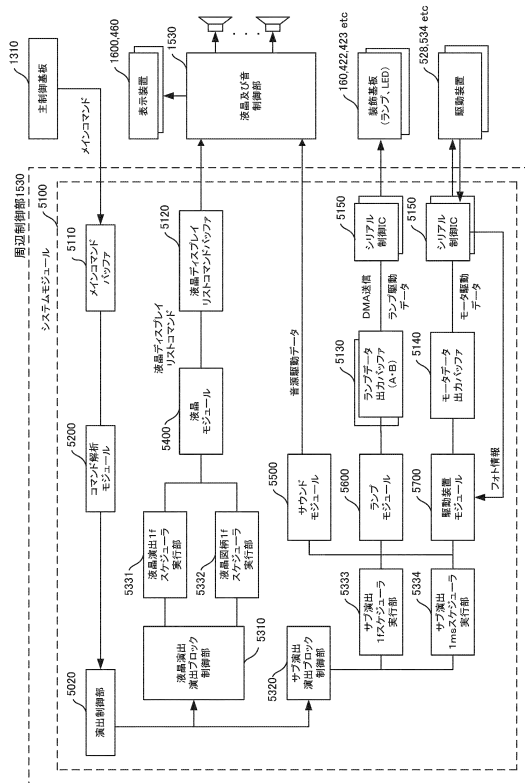 1310
主制御基板
メインコマンド
1600,460
表示装置
1530
液晶及び音
制御部
160,422,423 etc
装飾基板
(ランプ、LED)
528,534 etc
駆動装置
周辺制御部1530
5100
システムモジュール
5110
メインコマンド
バッファ
5120
液晶ディスプレイ
リストコマンドバッファ
液晶ディスプレイ
リストコマンド
5150
シリアル
制御IC
5150
シリアル
制御IC
DMA送信
ランプ駆動
データ
モータ駆動
データ
音源駆動データ
5130
ランプデータ
出力バッファ
(A・B)
5140
モータデータ
出力バッファ
フォト情報
5200
コマンド解析
モジュール
5400
液晶
モジュール
5500
サウンド
モジュール
5600
ランプ
モジュール
5700
駆動装置
モジュール
5331
液晶演出1f
スケジューラ
実行部
5332
液晶図柄1f
スケジューラ
実行部
5333
サブ演出
1fスケジューラ
実行部
5334
サブ演出
1msスケジューラ
実行部
5310
液晶演出
演出ブロック
制御部
5320
サブ演出
演出ブロック
制御部
5020
演出制御部